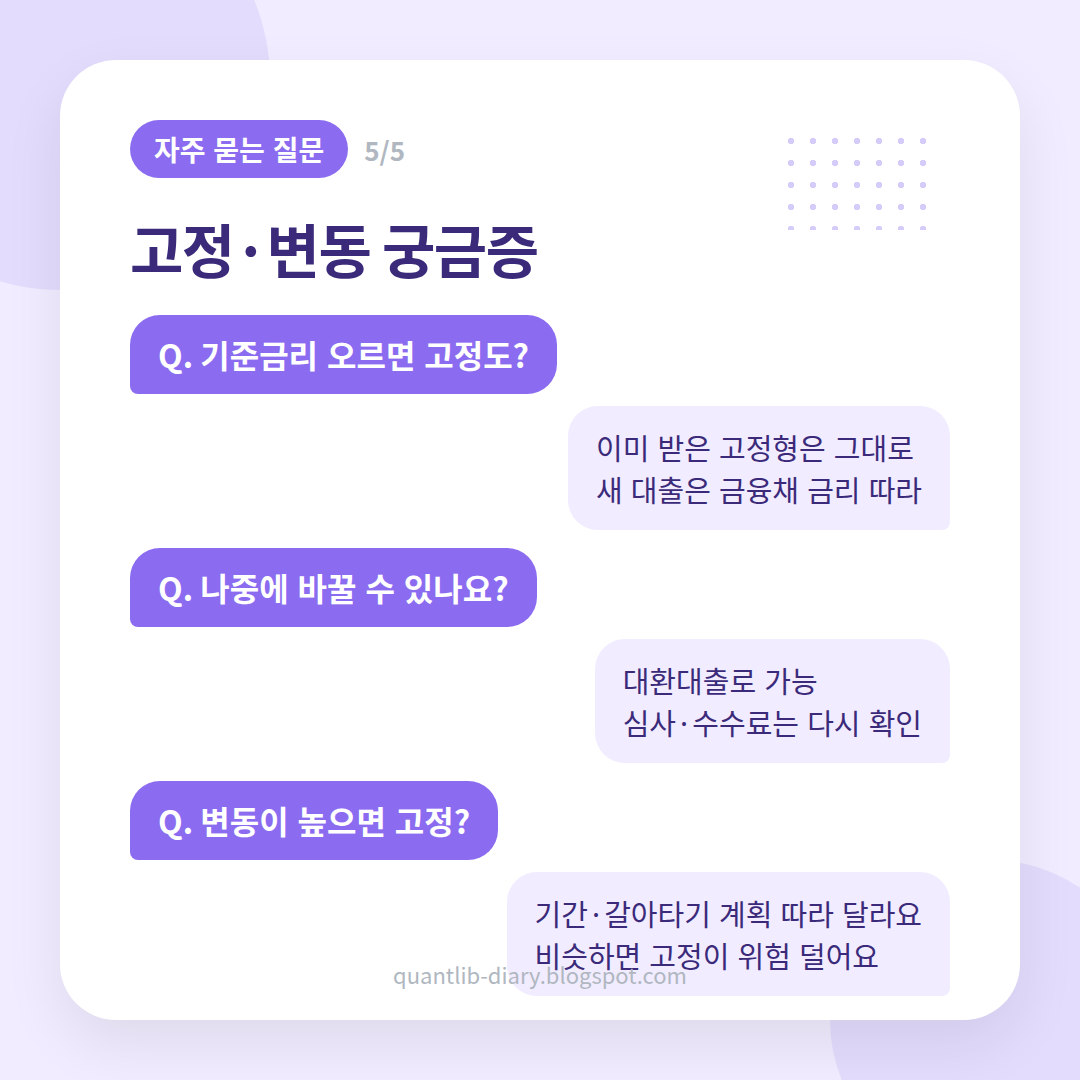 자주 묻는 질문 5/5
고정·변동 궁금증
Q. 기준금리 오르면 고정도?
이미 받은 고정형은 그대로
새 대출은 금융채 금리 따라
Q. 나중에 바꿀 수 있나요?
대환대출로 가능
심사·수수료는 다시 확인
Q. 변동이 높으면 고정?
기간·갈아타기 계획 따라 달라요
비슷하면 고정이 위험 덜어요
quantlib-diary.blogspot.com